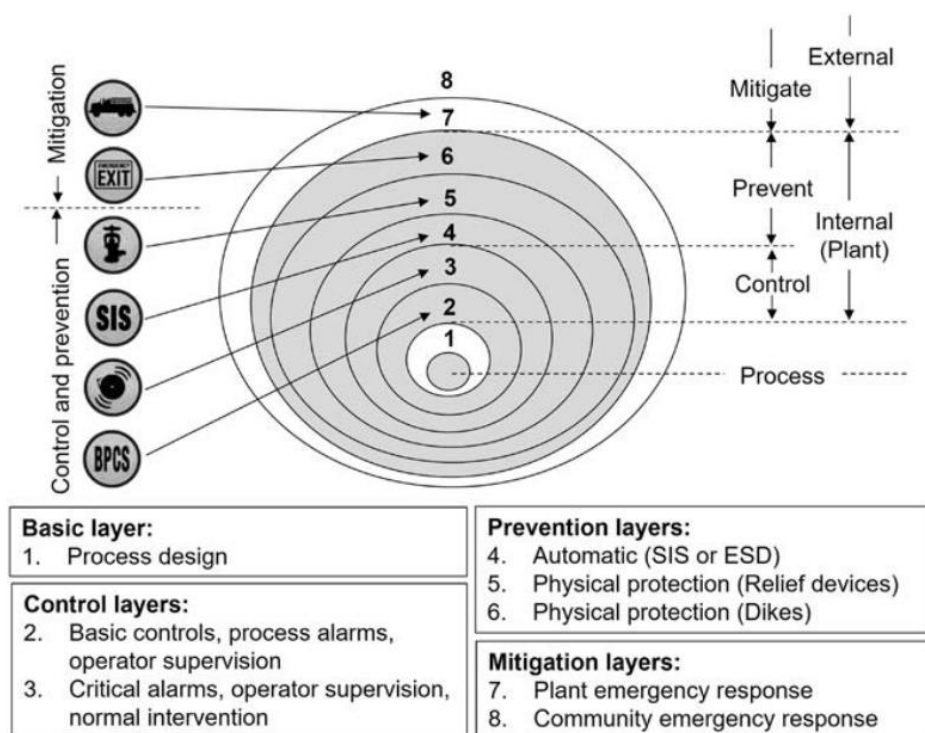 8
External
Mitigate
7
Mitigation
6
EMERGENCY
EXIT
Prevent
5
Internal
(Plant)
4
SIS
3
Control
Control and prevention
2
1
Process
BPCS
Basic layer:
1. Process design
Control layers:
2. Basic controls, process alarms,
operator supervision
3. Critical alarms, operator supervision,
normal intervention
Prevention layers:
4. Automatic (SIS or ESD)
5. Physical protection (Relief devices)
6. Physical protection (Dikes)
Mitigation layers:
7. Plant emergency response
8. Community emergency response